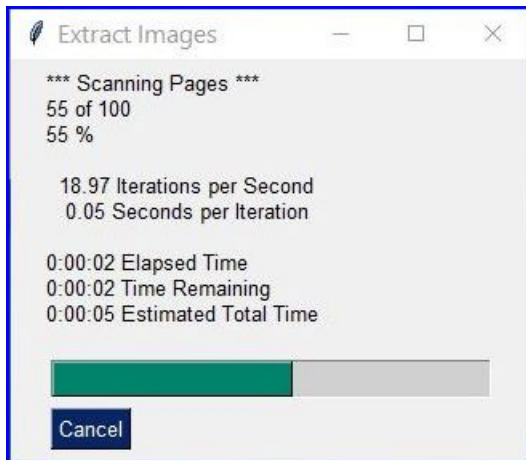 Extract Images
*** Scanning Pages ***
55 of 100
55 %
18.97 Iterations per Second
0.05 Seconds per Iteration
0:00:02 Elapsed Time
0:00:02 Time Remaining
0:00:05 Estimated Total Time
Cancel